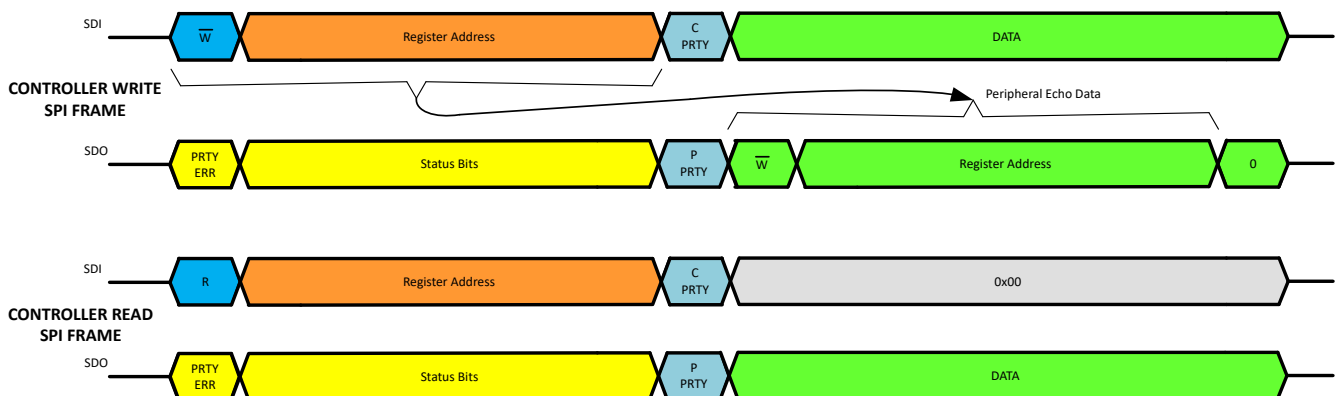 SDI
W
Register Address
C
PRTY
DATA
CONTROLLER WRITE
SPI FRAME
Peripheral Echo Data
SDO
PRTY
ERR
Status Bits
P
PRTY
W
Register Address
0
SDI
R
Register Address
C
PRTY
0x00
CONTROLLER READ
SPI FRAME
SDO
PRTY
ERR
Status Bits
P
PRTY
DATA